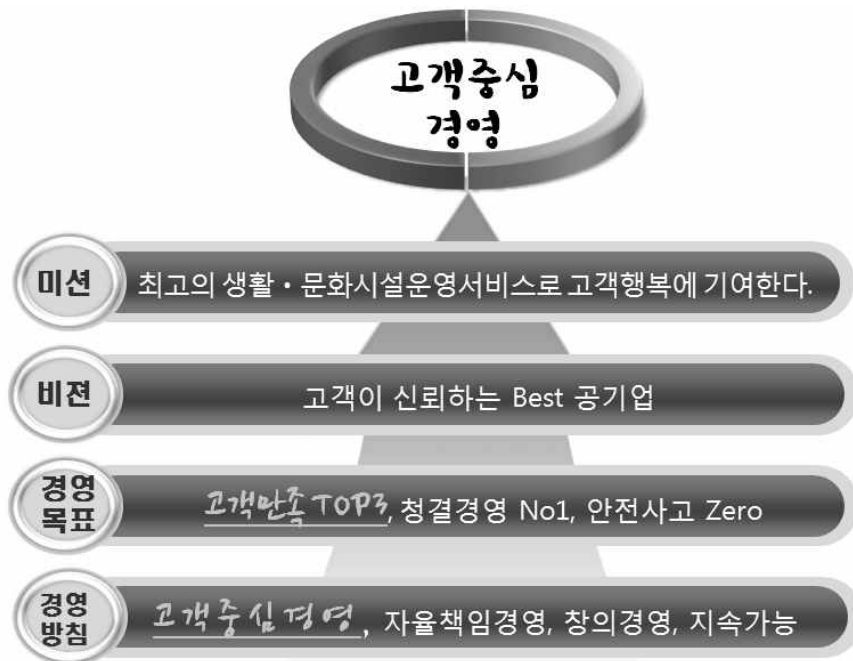 고객중심
경영
미션
최고의 생활・문화시설운영서비스로 고객행복에 기여한다.
비젼
고객이 신뢰하는 Best 공기업
경영
목표
고객만족TOP3, 청결경영 No1, 안전사고 Zero
경영
방침
고객중심경영, 자율책임경영, 창의경영, 지속가능